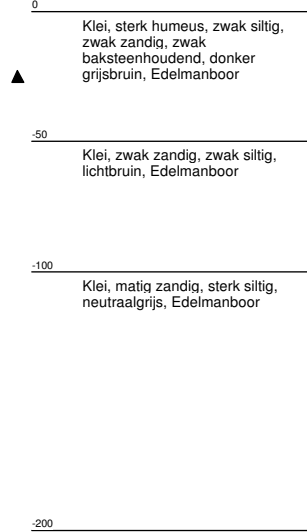 0
Klei, sterk humeus, zwak siltig,
zwak zandig, zwak
baksteenhoudend, donker
grijsbruin, Edelmanboor
-50
Klei, zwak zandig, zwak siltig,
lichtbruin, Edelmanboor
-100
Klei, matig zandig, sterk siltig,
neutraalgrijs, Edelmanboor
-200